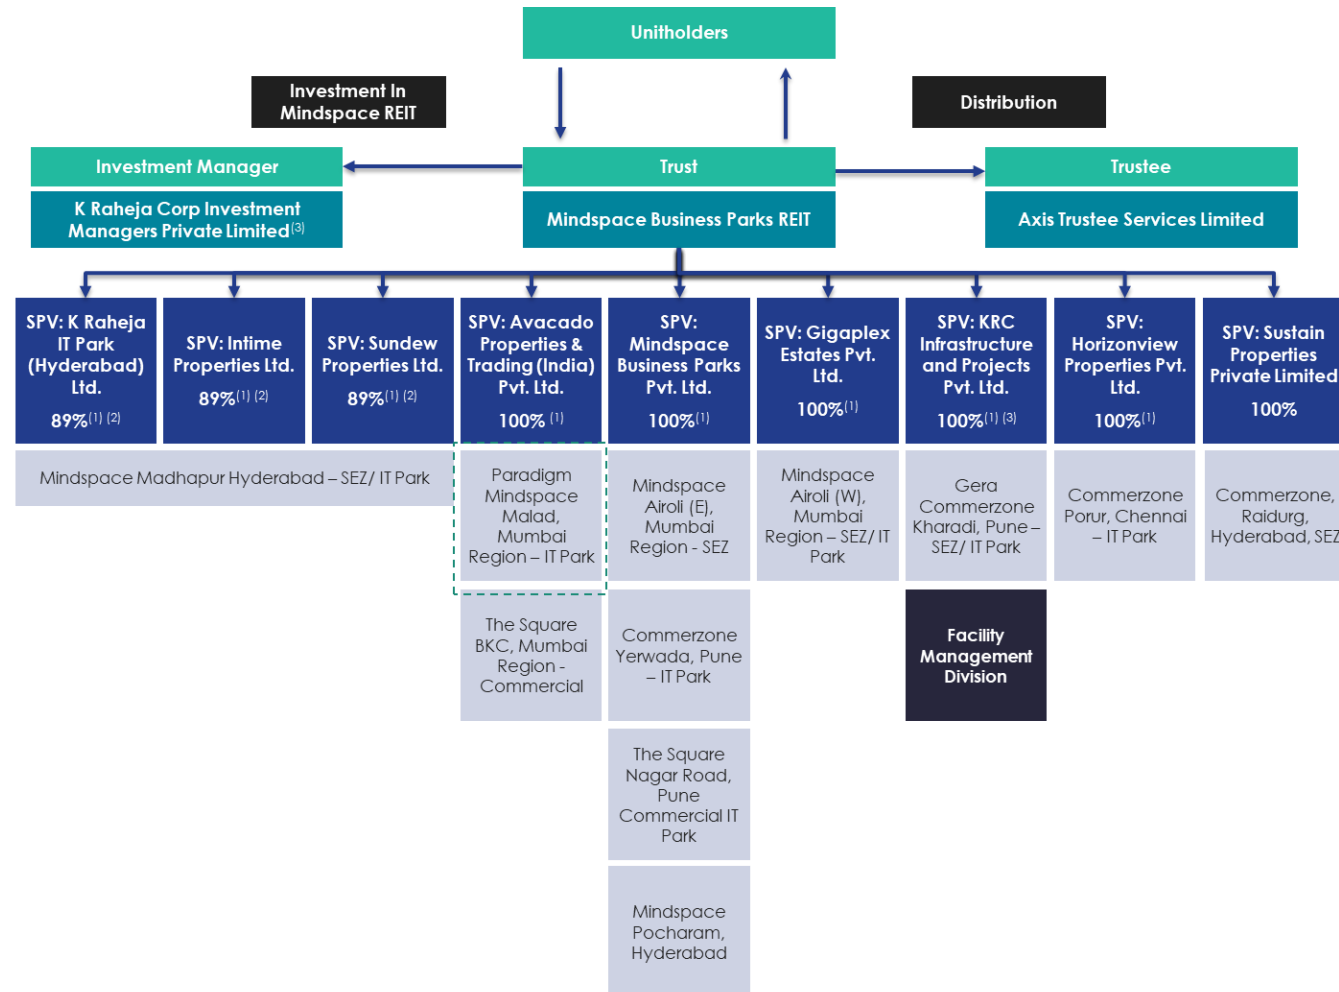 Unitholders
Investment In
Mindspace REIT
Distribution
Investment Manager
Trust
Trustee
K Raheja Corp Investment
Managers Private Limited(3)
Mindspace Business Parks REIT
Axis Trustee Services Limited
SPV: K Raheja
IT Park
(Hyderabad)
Ltd.
89%(1) (2)
SPV: Intime
Properties Ltd.
89%(1) (2)
SPV: Sundew
Properties Ltd.
89%(1) (2)
SPV: Avacado
Properties &
Trading (India)
Pvt. Ltd.
100% (1)
SPV:
Mindspace
Business Parks
Pvt. Ltd.
100%(1)
SPV: Gigaplex
Estates Pvt.
Ltd.
100%(1)
SPV: KRC
Infrastructure
and Projects
Pvt. Ltd.
100%(1) (3)
SPV:
Horizonview
Properties Pvt.
Ltd.
100%(1)
SPV: Sustain
Properties
Private Limited
100%
Mindspace Madhapur Hyderabad – SEZ/ IT Park
Paradigm
Mindspace
Malad,
Mumbai
Region – IT Park
Mindspace
Airoli (E),
Mumbai
Region - SEZ
Mindspace
Airoli (W),
Mumbai
Region – SEZ/ IT
Park
Gera
Commerzone
Kharadi, Pune –
SEZ/ IT Park
Commerzone
Porur, Chennai
– IT Park
Commerzone,
Raidurg,
Hyderabad, SEZ
The Square
BKC, Mumbai
Region -
Commercial
Commerzone
Yerwada, Pune
– IT Park
Facility
Management
Division
The Square
Nagar Road,
Pune
Commercial IT
Park
Mindspace
Pocharam,
Hyderabad